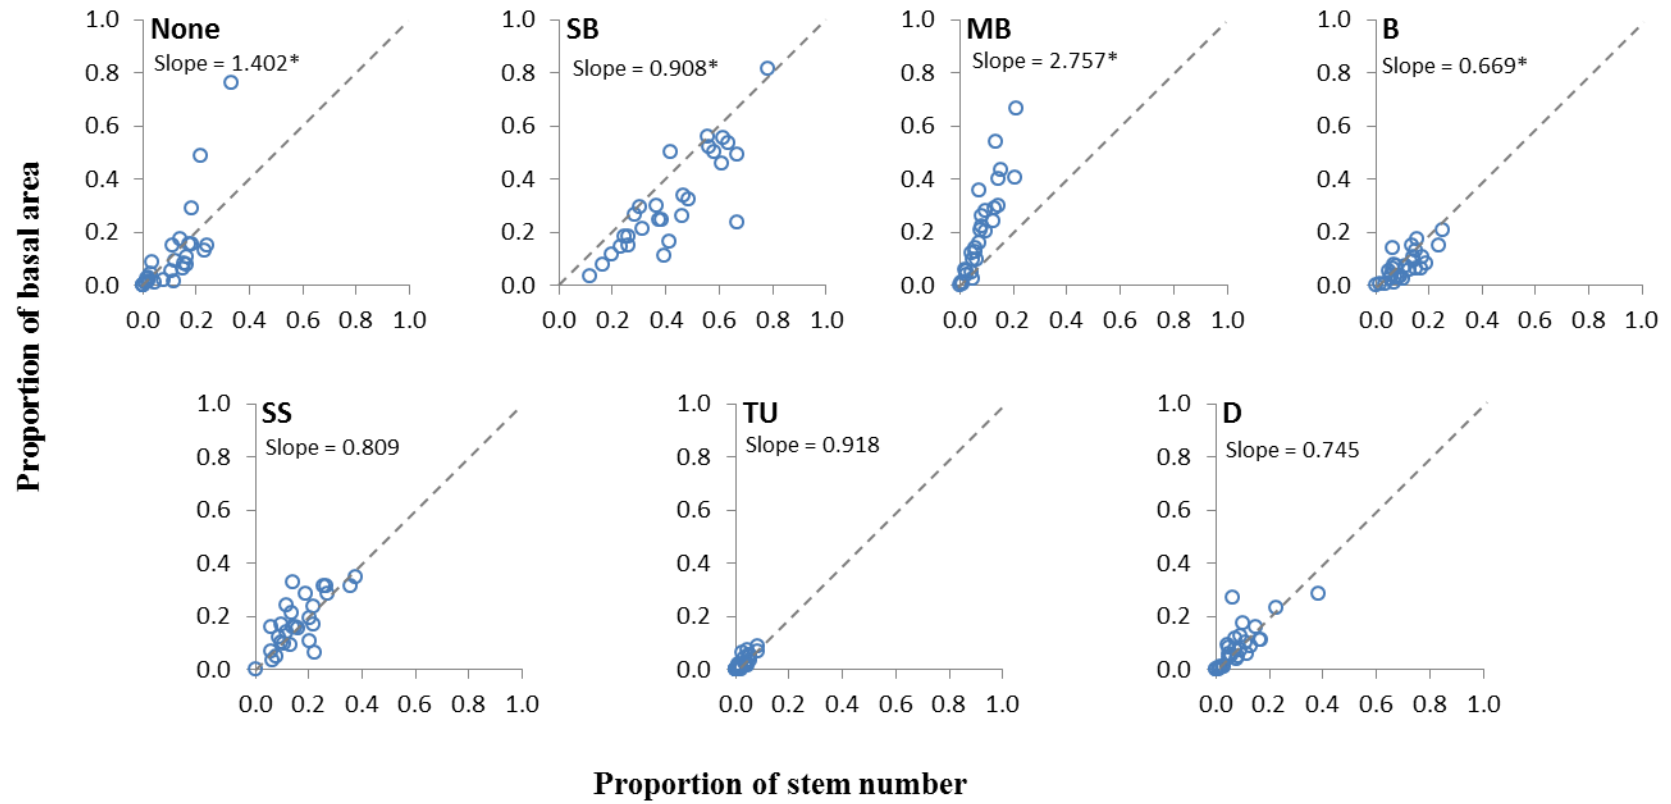 Proportion of basal area
None
Slope = 1.402*
1.0
0.8
0.6
0.4
0.2
0.0
0.0 0.2 0.4 0.6 0.8 1.0
SB
Slope = 0.908*
1.0
0.8
0.6
0.4
0.2
0.0
0.0 0.2 0.4 0.6 0.8 1.0
MB
Slope = 2.757*
1.0
0.8
0.6
0.4
0.2
0.0
0.0 0.2 0.4 0.6 0.8 1.0
B
Slope = 0.669*
1.0
0.8
0.6
0.4
0.2
0.0
0.0 0.2 0.4 0.6 0.8 1.0
SS
Slope = 0.809
1.0
0.8
0.6
0.4
0.2
0.0
0.0 0.2 0.4 0.6 0.8 1.0
TU
Slope = 0.918
1.0
0.8
0.6
0.4
0.2
0.0
0.0 0.2 0.4 0.6 0.8 1.0
D
Slope = 0.745
1.0
0.8
0.6
0.4
0.2
0.0
0.0 0.2 0.4 0.6 0.8 1.0
Proportion of stem number